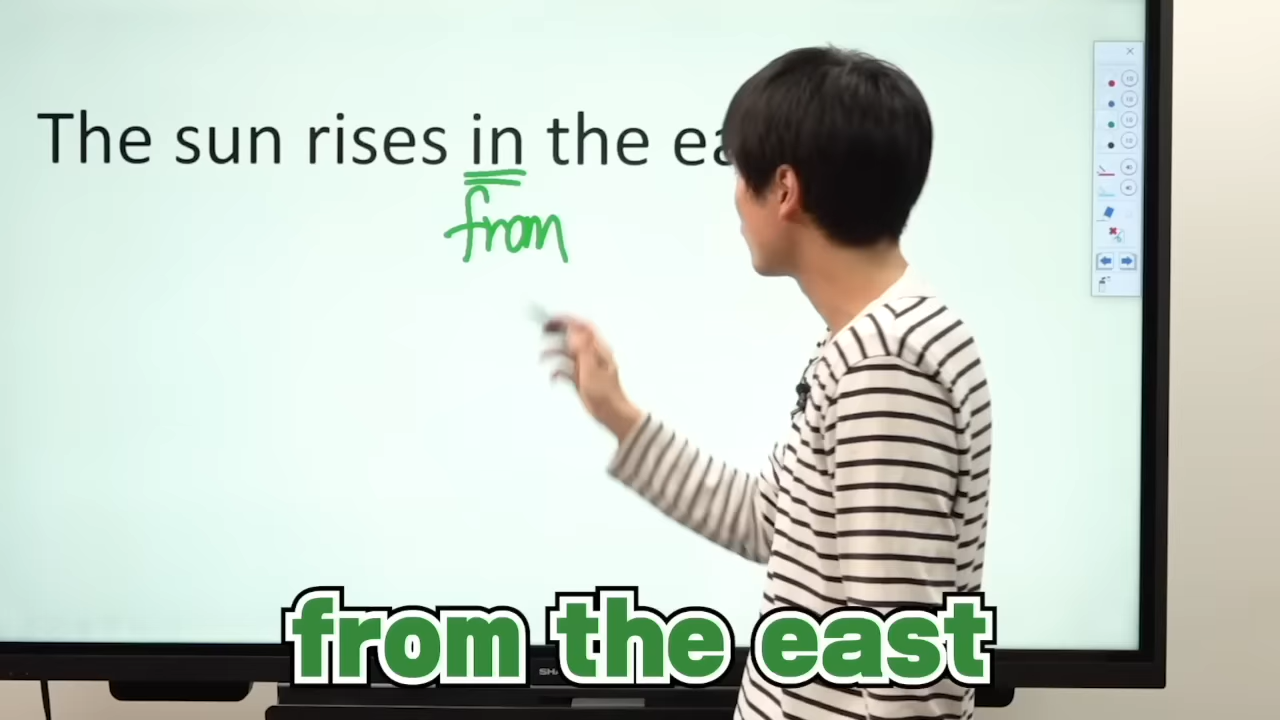 The sun rises in the ea
from
from the east